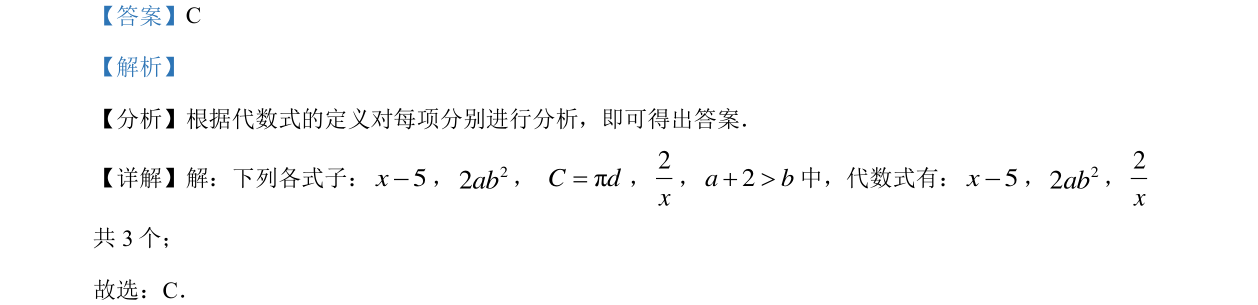 【答案】C
【解析】
【分析】根据代数式的定义对每项分别进行分析，即可得出答案．
【详解】解：下列各式子：x−5，2ab²， C=πd，2/x，a+2>b中，代数式有：x−5，2ab²，2/x
共 3 个；
故选：C．